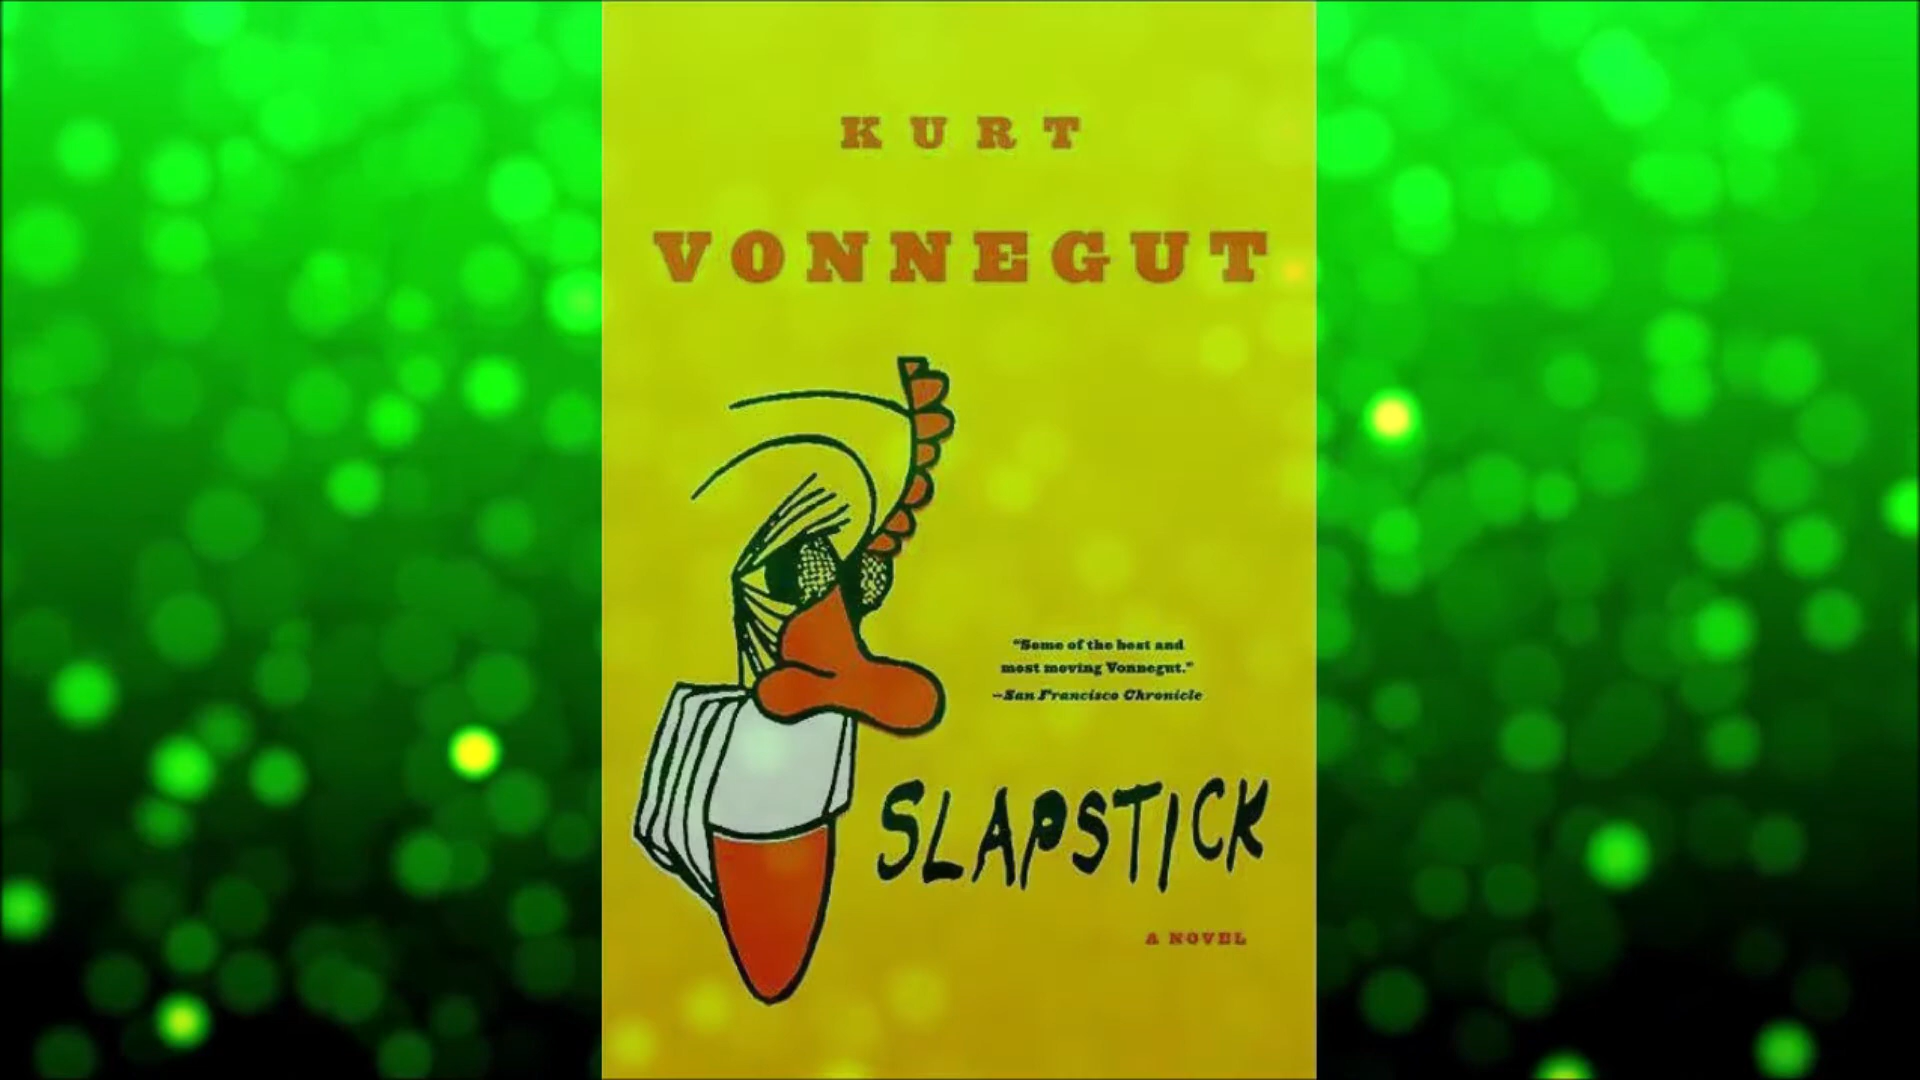 KURT
VONNEGUT
“Some of the best and
most moving Vonnegut.”
–San Francisco Chronicle
SLAPSTICK
A NOVEL